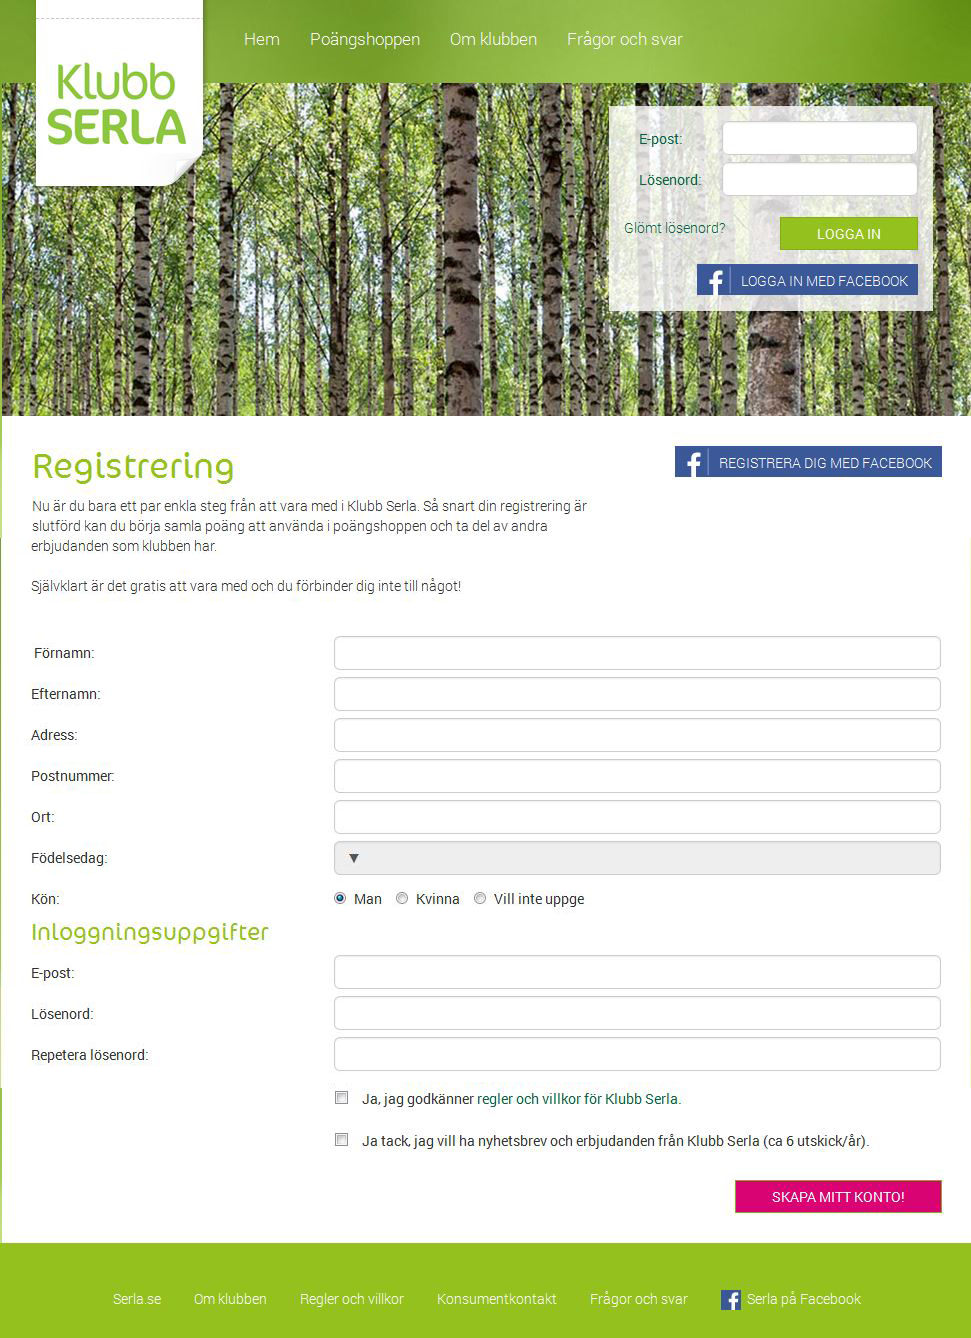 Hem Poängshoppen Om klubben Frågor och svar
Klubb
SERLA
E-post:
Lösenord:
Glömt lösenord?
LOGGA IN
LOGGA IN MED FACEBOOK
Registrering
REGISTRERA DIG MED FACEBOOK
Nu är du bara ett par enkla steg från att vara med i Klubb Serla. Så snart din registrering är
slutförd kan du börja samla poäng att använda i poängshoppen och ta del av andra
erbjudanden som klubben har.
Självklart är det gratis att vara med och du förbinder dig inte till något!
Förnamn:
Efternamn:
Adress:
Postnummer:
Ort:
Födelsedag:
Kön: Man Kvinna Vill inte uppge
Inloggningsuppgifter
E-post:
Lösenord:
Repetera lösenord:
Ja, jag godkänner regler och villkor för Klubb Serla.
Ja tack, jag vill ha nyhetsbrev och erbjudanden från Klubb Serla (ca 6 utskick/år).
SKAPA MITT KONTO!
Serla.se Om klubben Regler och villkor Konsumentkontakt Frågor och svar Serla på Facebook